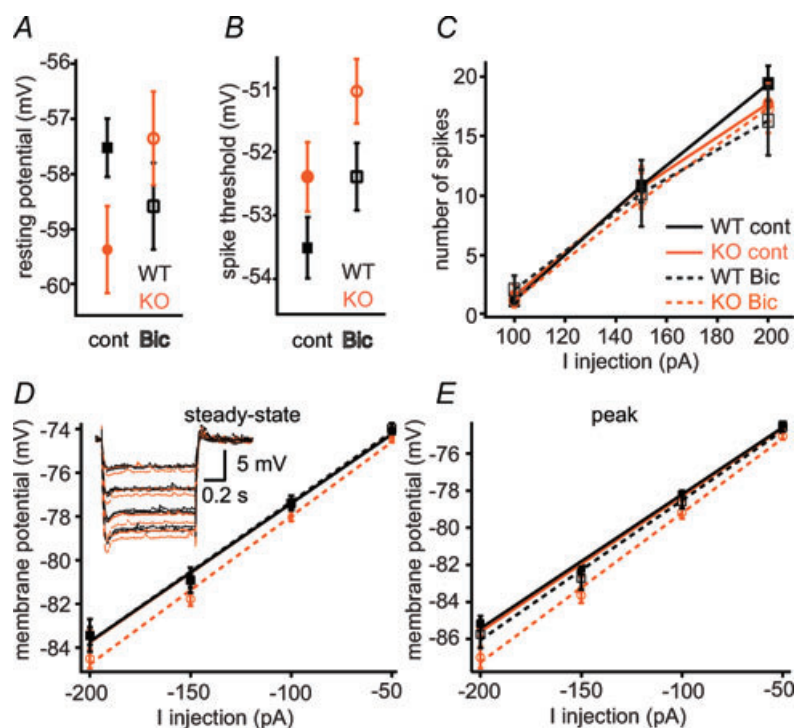 A
resting potential (mV)
-56
-57
-58
-59
-60
WT
KO
cont Bic
B
spike threshold (mV)
-51
-52
-53
-54
WT
KO
cont Bic
C
number of spikes
20
15
10
5
0
WT cont
KO cont
WT Bic
KO Bic
100 120 140 160 180 200
I injection (pA)
D
steady-state
membrane potential (mV)
-74
-76
-78
-80
-82
-84
5 mV
0.2 s
-200 -150 -100 -50
I injection (pA)
E
peak
membrane potential (mV)
-76
-78
-80
-82
-84
-86
-200 -150 -100 -50
I injection (pA)